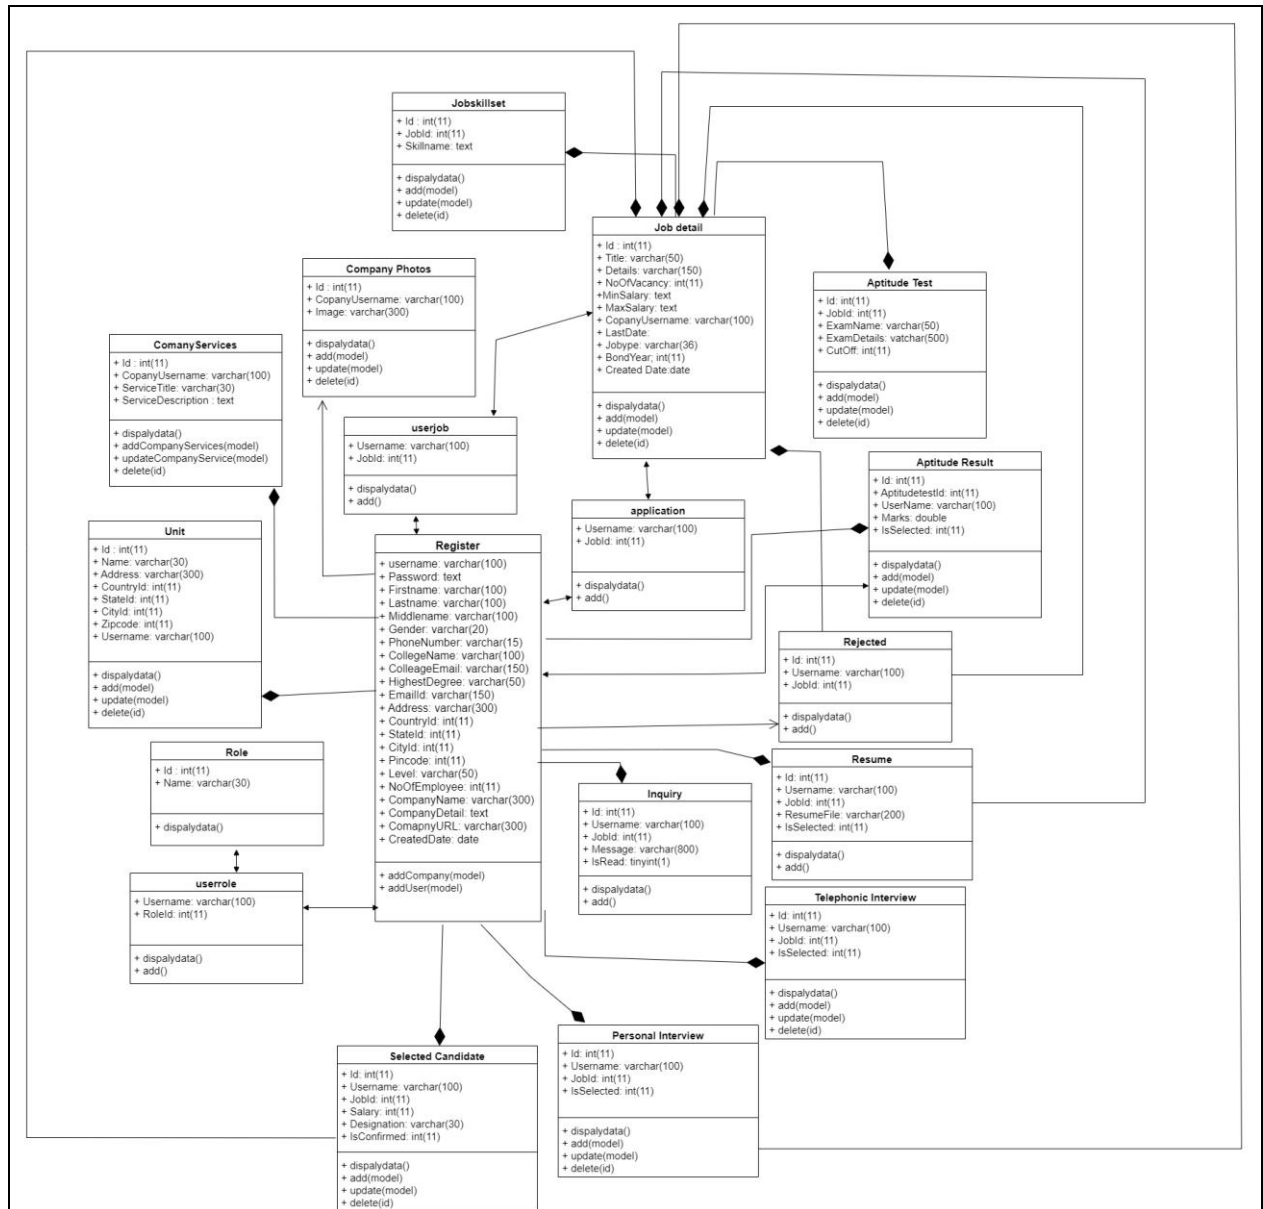 Jobskillset
+ Id : int(11)
+ JobId: int(11)
+ Skillname: text
+ dispalydata()
+ add(model)
+ update(model)
+ delete(id)
Job detail
+ Id : int(11)
+ Title: varchar(50)
+ Details: varchar(150)
+ NoOfVacancy: int(11)
+MinSalary: text
+ MaxSalary: text
+ CopanyUsername: varchar(100)
+ LastDate:
+ Jobype: varchar(36)
+ BondYear; int(11)
+ Created Date:date
+ dispalydata()
+ add(model)
+ update(model)
+ delete(id)
Company Photos
+ Id : int(11)
+ CopanyUsername: varchar(100)
+ Image: varchar(300)
+ dispalydata()
+ add(model)
+ update(model)
+ delete(id)
Aptitude Test
+ Id: int(11)
+ JobId: int(11)
+ ExamName: varchar(50)
+ ExamDetails: vatchar(500)
+ CutOff: int(11)
+ dispalydata()
+ add(model)
+ update(model)
+ delete(id)
ComanyServices
+ Id : int(11)
+ CopanyUsername: varchar(100)
+ ServiceTitle: varchar(30)
+ ServiceDescription : text
+ dispalydata()
+ addCompanyServices(model)
+ updateCompanyService(model)
+ delete(id)
userjob
+ Username: varchar(100)
+ JobId: int(11)
+ dispalydata()
+ add()
Aptitude Result
+ Id: int(11)
+ AptitudetestId: int(11)
+ UserName: varchar(100)
+ Marks: double
+ IsSelected: int(11)
+ dispalydata()
+ add(model)
+ update(model)
+ delete(id)
application
+ Username: varchar(100)
+ JobId: int(11)
+ dispalydata()
+ add()
Unit
+ Id : int(11)
+ Name: varchar(30)
+ Address: varchar(300)
+ CountryId: int(11)
+ StateId: int(11)
+ CityId: int(11)
+ Zipcode: int(11)
+ Username: varchar(100)
+ dispalydata()
+ add(model)
+ update(model)
+ delete(id)
Register
+ username: varchar(100)
+ Password: text
+ Firstname: varchar(100)
+ Lastname: varchar(100)
+ Middlename: varchar(100)
+ Gender: varchar(20)
+ PhoneNumber: varchar(15)
+ CollegeName: varchar(100)
+ ColleageEmail: varchar(150)
+ HighestDegree: varchar(50)
+ EmailId: varchar(150)
+ Address: varchar(300)
+ CountryId: int(11)
+ StateId: int(11)
+ CityId: int(11)
+ Pincode: int(11)
+ Level: varchar(50)
+ NoOfEmployee: int(11)
+ CompanyName: varchar(300)
+ CompanyDetail: text
+ ComapnyURL: varchar(300)
+ CreatedDate: date
+ addCompany(model)
+ addUser(model)
Rejected
+ Id: int(11)
+ Username: varchar(100)
+ JobId: int(11)
+ dispalydata()
+ add()
Role
+ Id : int(11)
+ Name: varchar(30)
+ dispalydata()
Resume
+ Id: int(11)
+ Username: varchar(100)
+ JobId: int(11)
+ ResumeFile: varchar(200)
+ IsSelected: int(11)
+ dispalydata()
+ add()
Inquiry
+ Id: int(11)
+ Username: varchar(100)
+ JobId: int(11)
+ Message: varchar(800)
+ IsRead: tinyint(1)
+ dispalydata()
+ add()
userrole
+ Username: varchar(100)
+ RoleId: int(11)
+ dispalydata()
+ add()
Telephonic Interview
+ Id: int(11)
+ Username: varchar(100)
+ JobId: int(11)
+ IsSelected: int(11)
+ dispalydata()
+ add(model)
+ update(model)
+ delete(id)
Personal Interview
+ Id: int(11)
+ Username: varchar(100)
+ JobId: int(11)
+ IsSelected: int(11)
+ dispalydata()
+ add(model)
+ update(model)
+ delete(id)
Selected Candidate
+ Id: int(11)
+ Username: varchar(100)
+ JobId: int(11)
+ Salary: int(11)
+ Designation: varchar(30)
+ IsConfirmed: int(11)
+ dispalydata()
+ add(model)
+ update(model)
+ delete(id)